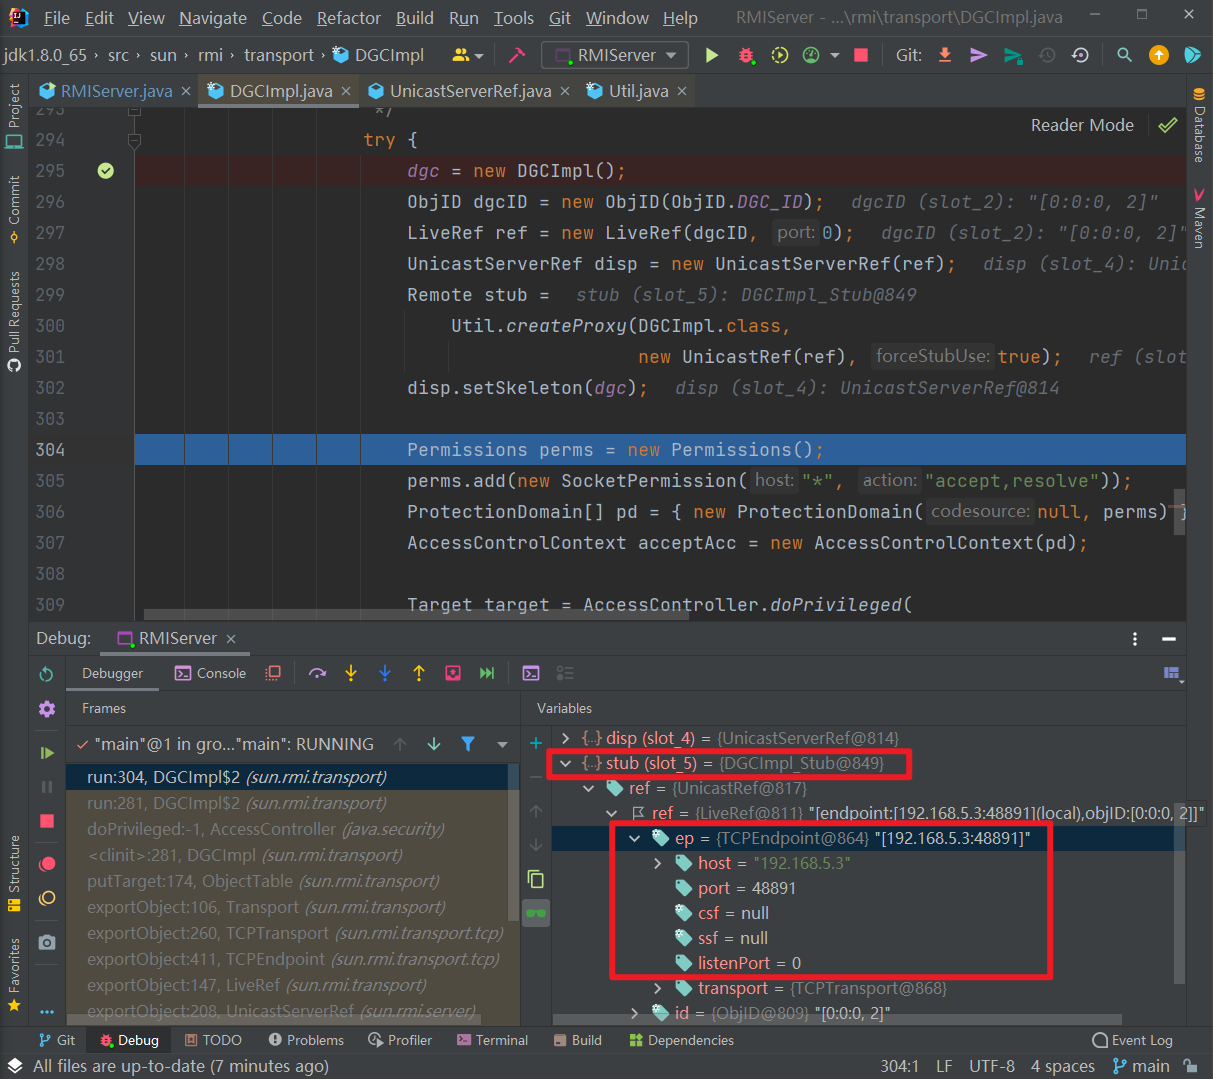 File Edit View Navigate Code Refactor Build Run Tools Git Window Help RMIServer - ...\rmi\transport\DGCImpl.java
jdk1.8.0_65 › src › sun › rmi › transport › DGCImpl RMIServer Git:
RMIServer.java DGCImpl.java UnicastServerRef.java Util.java
Project
Commit
Pull Requests
Structure
Favorites
Database
Maven
293 */
Reader Mode
294 try {
295 dgc = new DGCImpl();
296 ObjID dgcID = new ObjID(ObjID.DGC_ID); dgcID (slot_2): "[0:0:0, 2]"
297 LiveRef ref = new LiveRef(dgcID, port: 0); dgcID (slot_2): "[0:0:0, 2]"
298 UnicastServerRef disp = new UnicastServerRef(ref); disp (slot_4): Unic
299 Remote stub = stub (slot_5): DGCImpl_Stub@849
300 Util.createProxy(DGCImpl.class,
301 new UnicastRef(ref), forceStubUse: true); ref (slot
302 disp.setSkeleton(dgc); disp (slot_4): UnicastServerRef@814
303
304 Permissions perms = new Permissions();
305 perms.add(new SocketPermission( host: "*", action: "accept,resolve"));
306 ProtectionDomain[] pd = { new ProtectionDomain( codesource: null, perms) }
307 AccessControlContext acceptAcc = new AccessControlContext(pd);
308
309 Target target = AccessController.doPrivileged(
Debug: RMIServer
Debugger Console
Frames
"main"@1 in gro..."main": RUNNING
run:304, DGCImpl$2 (sun.rmi.transport)
run:281, DGCImpl$2 (sun.rmi.transport)
doPrivileged:-1, AccessController (java.security)
<clinit>:281, DGCImpl (sun.rmi.transport)
putTarget:174, ObjectTable (sun.rmi.transport)
exportObject:106, Transport (sun.rmi.transport)
exportObject:260, TCPTransport (sun.rmi.transport.tcp)
exportObject:411, TCPEndpoint (sun.rmi.transport.tcp)
exportObject:147, LiveRef (sun.rmi.transport)
exportObject:208, UnicastServerRef (sun.rmi.server)
Variables
disp (slot_4) = {UnicastServerRef@814}
stub (slot_5) = {DGCImpl_Stub@849}
ref = {UnicastRef@817}
ref = {LiveRef@811} "[endpoint:[192.168.5.3:48891](local),objID:[0:0:0, 2]]"
ep = {TCPEndpoint@864} "[192.168.5.3:48891]"
host = "192.168.5.3"
port = 48891
csf = null
ssf = null
listenPort = 0
transport = {TCPTransport@868}
id = {ObjID@809} "[0:0:0, 2]"
Git Debug TODO Problems Profiler Terminal Build Dependencies Event Log
All files are up-to-date (7 minutes ago) 304:1 LF UTF-8 4 spaces main